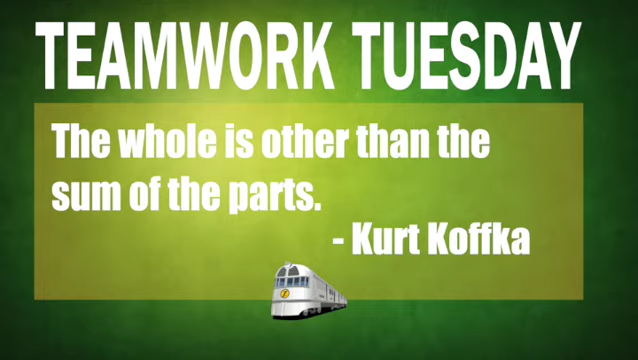 TEAMWORK TUESDAY
The whole is other than the
sum of the parts.
- Kurt Koffka